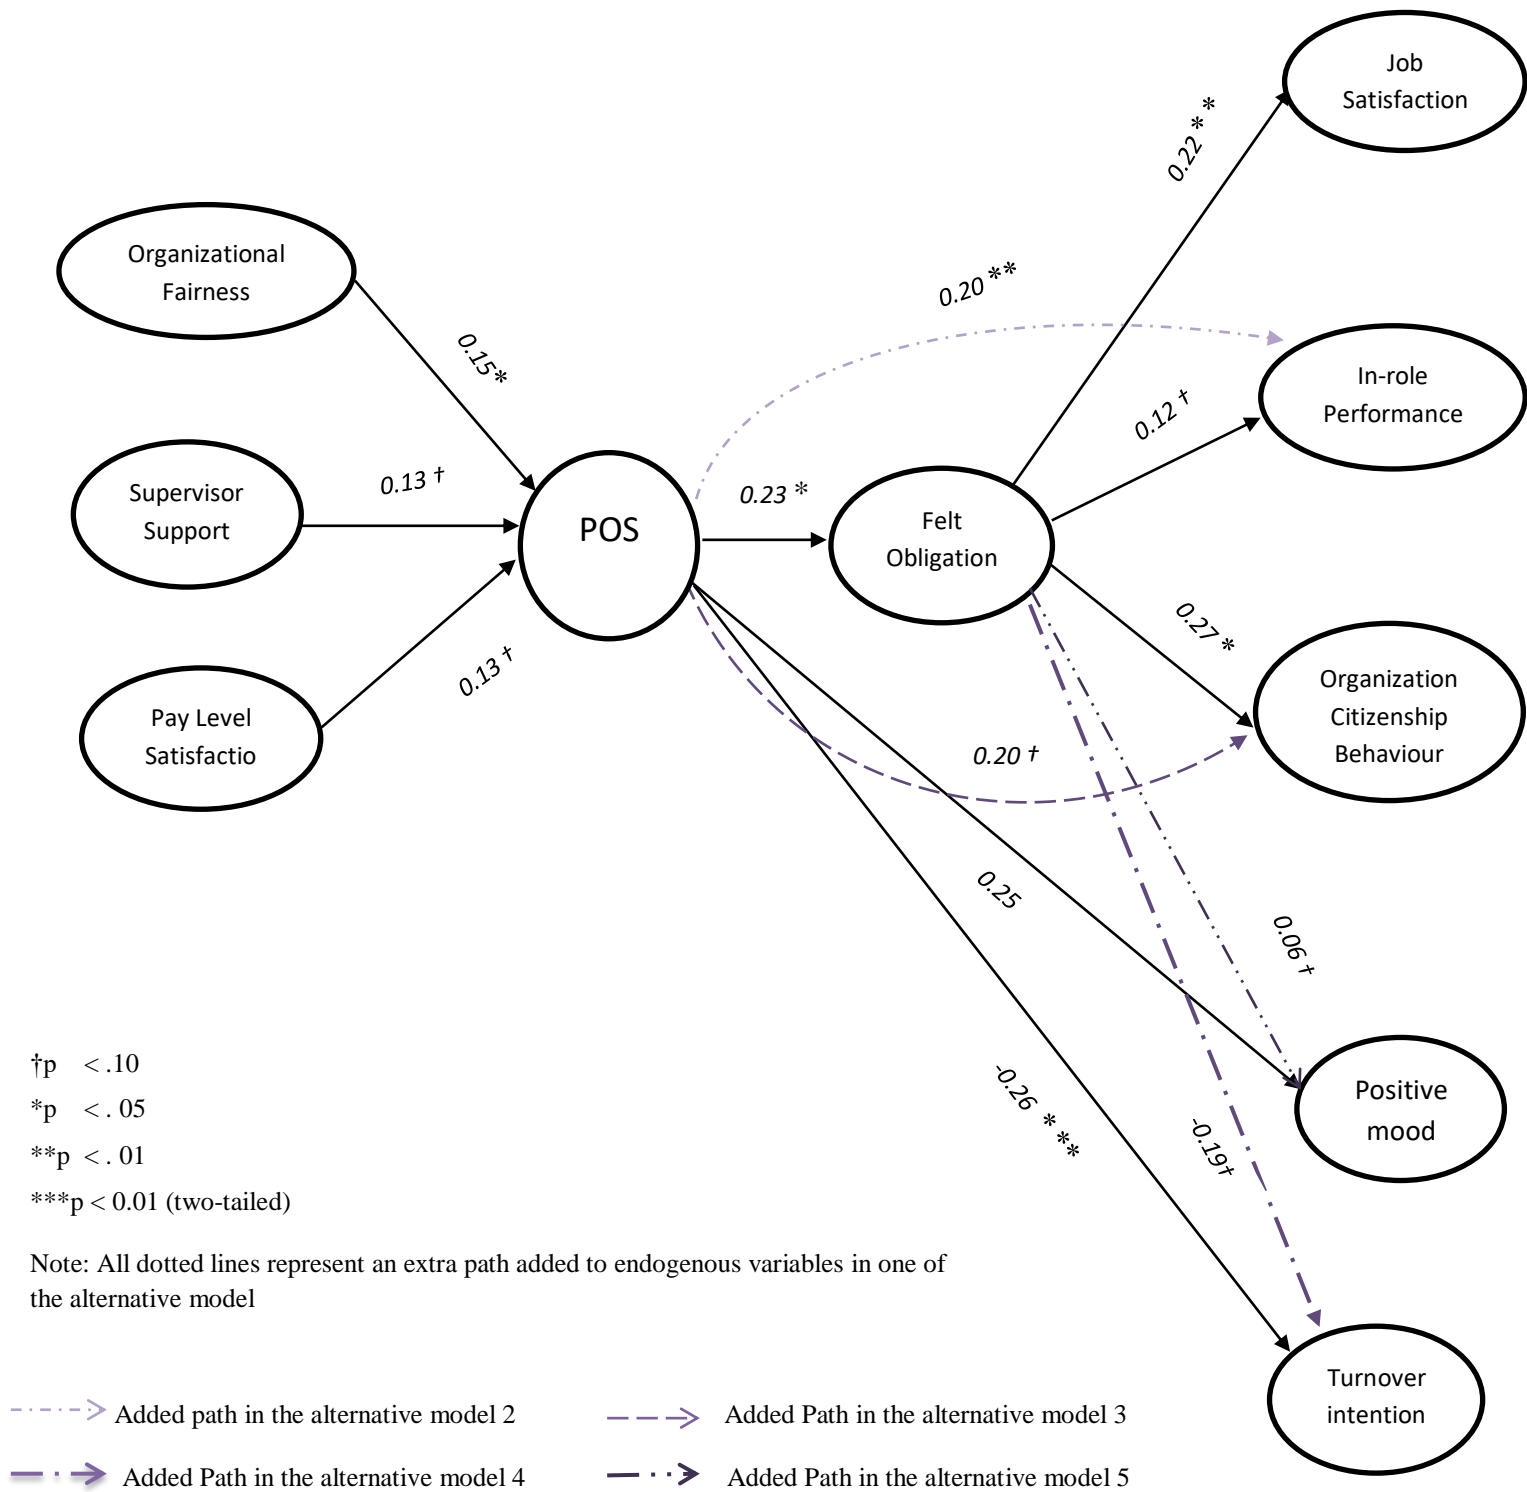 Job
Satisfaction
0.22 **
Organizational
Fairness
0.20 **
0.15*
In-role
Performance
0.12 †
Supervisor
Support
0.13 †
POS
0.23 *
Felt
Obligation
0.27 *
0.13 †
Pay Level
Satisfactio
0.20 †
Organization
Citizenship
Behaviour
0.25
0.06 †
-0.26 ***
-0.19†
Positive
mood
†p < .10
*p < . 05
**p < . 01
***p < 0.01 (two-tailed)
Note: All dotted lines represent an extra path added to endogenous variables in one of
the alternative model
Turnover
intention
Added path in the alternative model 2
Added Path in the alternative model 3
Added Path in the alternative model 4
Added Path in the alternative model 5